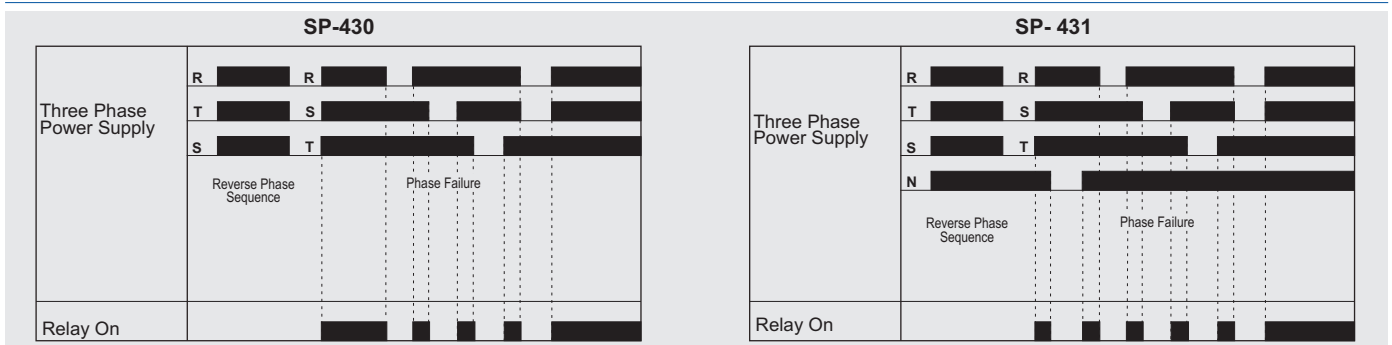 SP-430
R R
Three Phase
Power Supply
T S
S T
Reverse Phase
Sequence
Phase Failure
Relay On
SP- 431
R R
Three Phase
Power Supply
T S
S T
N
Reverse Phase
Sequence
Phase Failure
Relay On